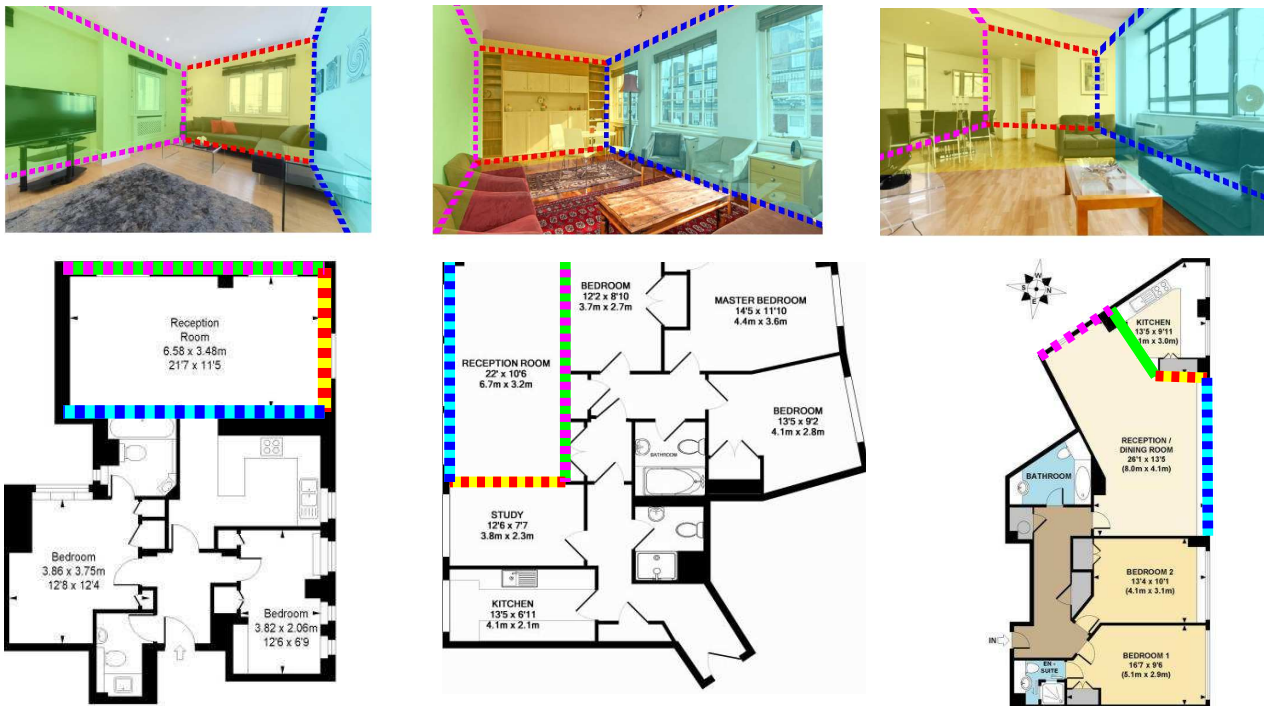 Reception
Room
6.58 x 3.48m
21'7 x 11'5
Bedroom
3.86 x 3.75m
12'8 x 12'4
Bedroom
3.82 x 2.06m
12'6 x 6'9
BEDROOM
12'2 x 8'10
3.7m x 2.7m
MASTER BEDROOM
14'5 x 11'10
4.4m x 3.6m
RECEPTION ROOM
22' x 10'6
6.7m x 3.2m
BEDROOM
13'5 x 9'2
4.1m x 2.8m
BATHROOM
STUDY
12'6 x 7'7
3.8m x 2.3m
KITCHEN
13'5 x 6'11
4.1m x 2.1m
W
S
N
E
KITCHEN
13'5 x 9'11
1m x 3.0m)
RECEPTION /
DINING ROOM
26'1 x 13'5
(8.0m x 4.1m)
BATHROOM
BEDROOM 2
13'4 x 10'1
(4.1m x 3.1m)
IN
BEDROOM 1
16'7 x 9'6
(5.1m x 2.9m)
EN -
SUITE